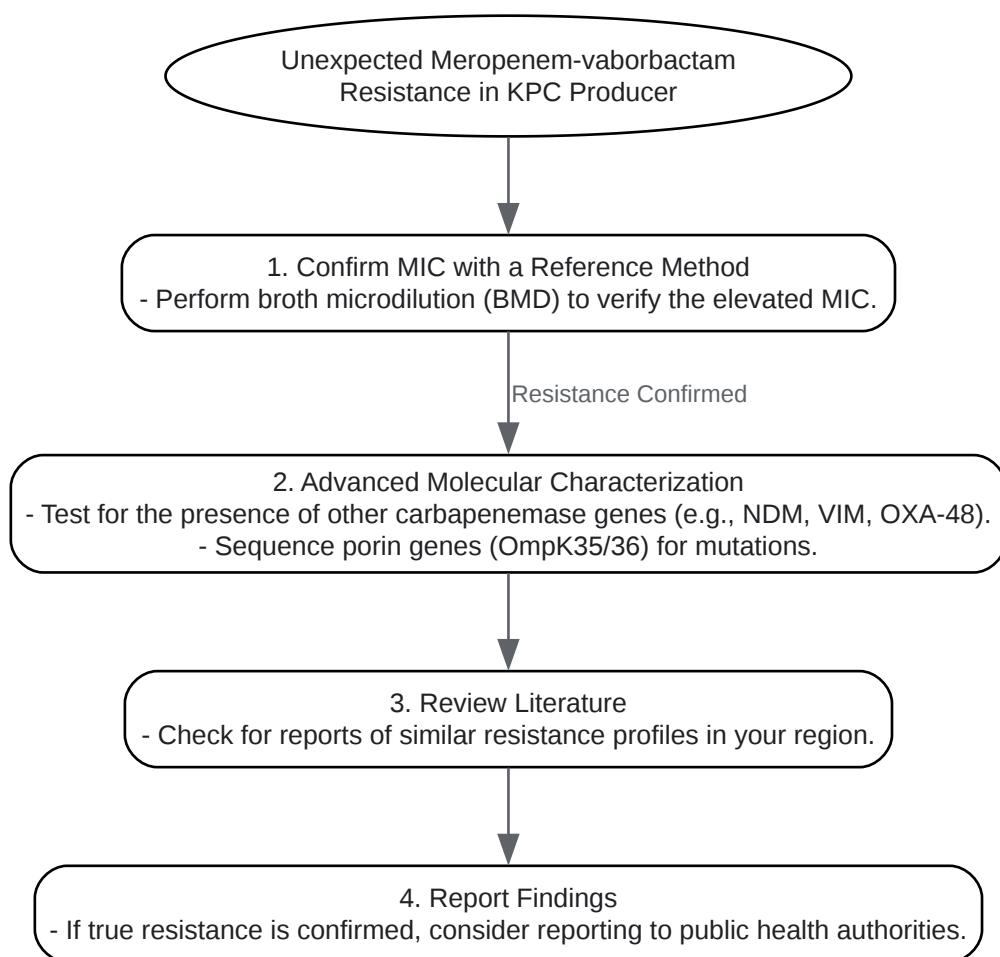 Unexpected Meropenem-vaborbactam
Resistance in KPC Producer
1. Confirm MIC with a Reference Method
- Perform broth microdilution (BMD) to verify the elevated MIC.
Resistance Confirmed
2. Advanced Molecular Characterization
- Test for the presence of other carbapenemase genes (e.g., NDM, VIM, OXA-48).
- Sequence porin genes (OmpK35/36) for mutations.
3. Review Literature
- Check for reports of similar resistance profiles in your region.
4. Report Findings
- If true resistance is confirmed, consider reporting to public health authorities.